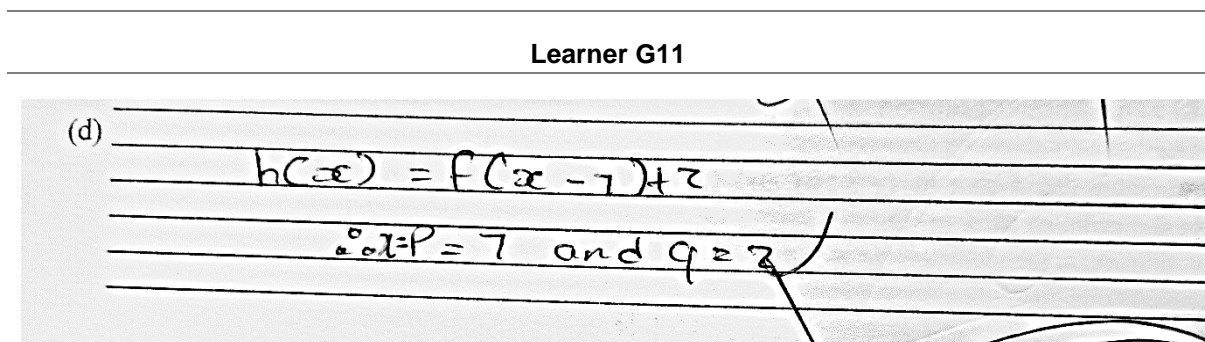 Learner G11
(d)
h(x) = f(x - 7) + 2
∴ x = P = 7 and q = 2